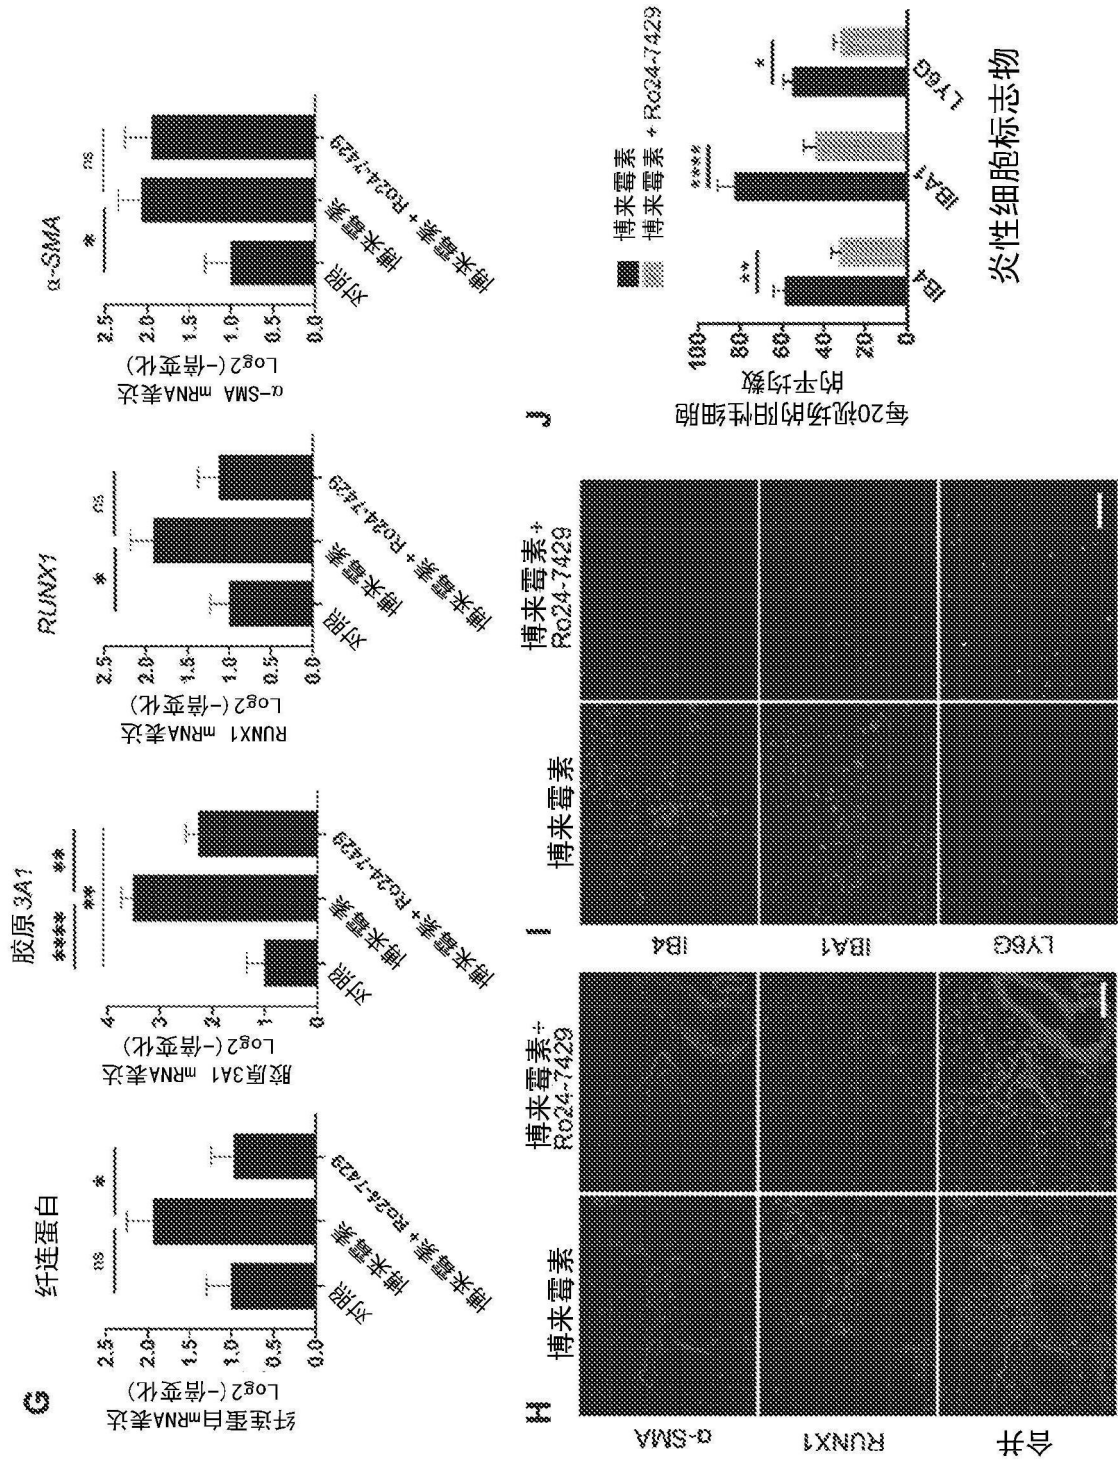 G
纤连蛋白
纤连蛋白mRNA表达
Log2(-倍变化)
2.5
2.0
1.5
1.0
0.5
0.0
ns
*
对照
博来霉素
博来霉素+Ro24-7429
胶原3A1
胶原3A1 mRNA表达
Log2(-倍变化)
4
3
2
1
0
****
**
**
对照
博来霉素
博来霉素+Ro24-7429
RUNX1
RUNX1 mRNA表达
Log2(-倍变化)
2.5
2.0
1.5
1.0
0.5
0.0
*
ns
对照
博来霉素
博来霉素+Ro24-7429
α-SMA
α-SMA mRNA表达
Log2(-倍变化)
2.5
2.0
1.5
1.0
0.5
0.0
*
ns
对照
博来霉素
博来霉素+Ro24-7429
H
博来霉素
博来霉素+
Ro24-7429
α-SMA
RUNX1
合并
I
博来霉素
博来霉素+
Ro24-7429
IB4
IBA1
LY6G
J
博来霉素
博来霉素 + Ro24-7429
每20视场的阳性细胞
的平均数
100
80
60
40
20
0
**
****
*
IB4
IBA1
LY6G
炎性细胞标志物